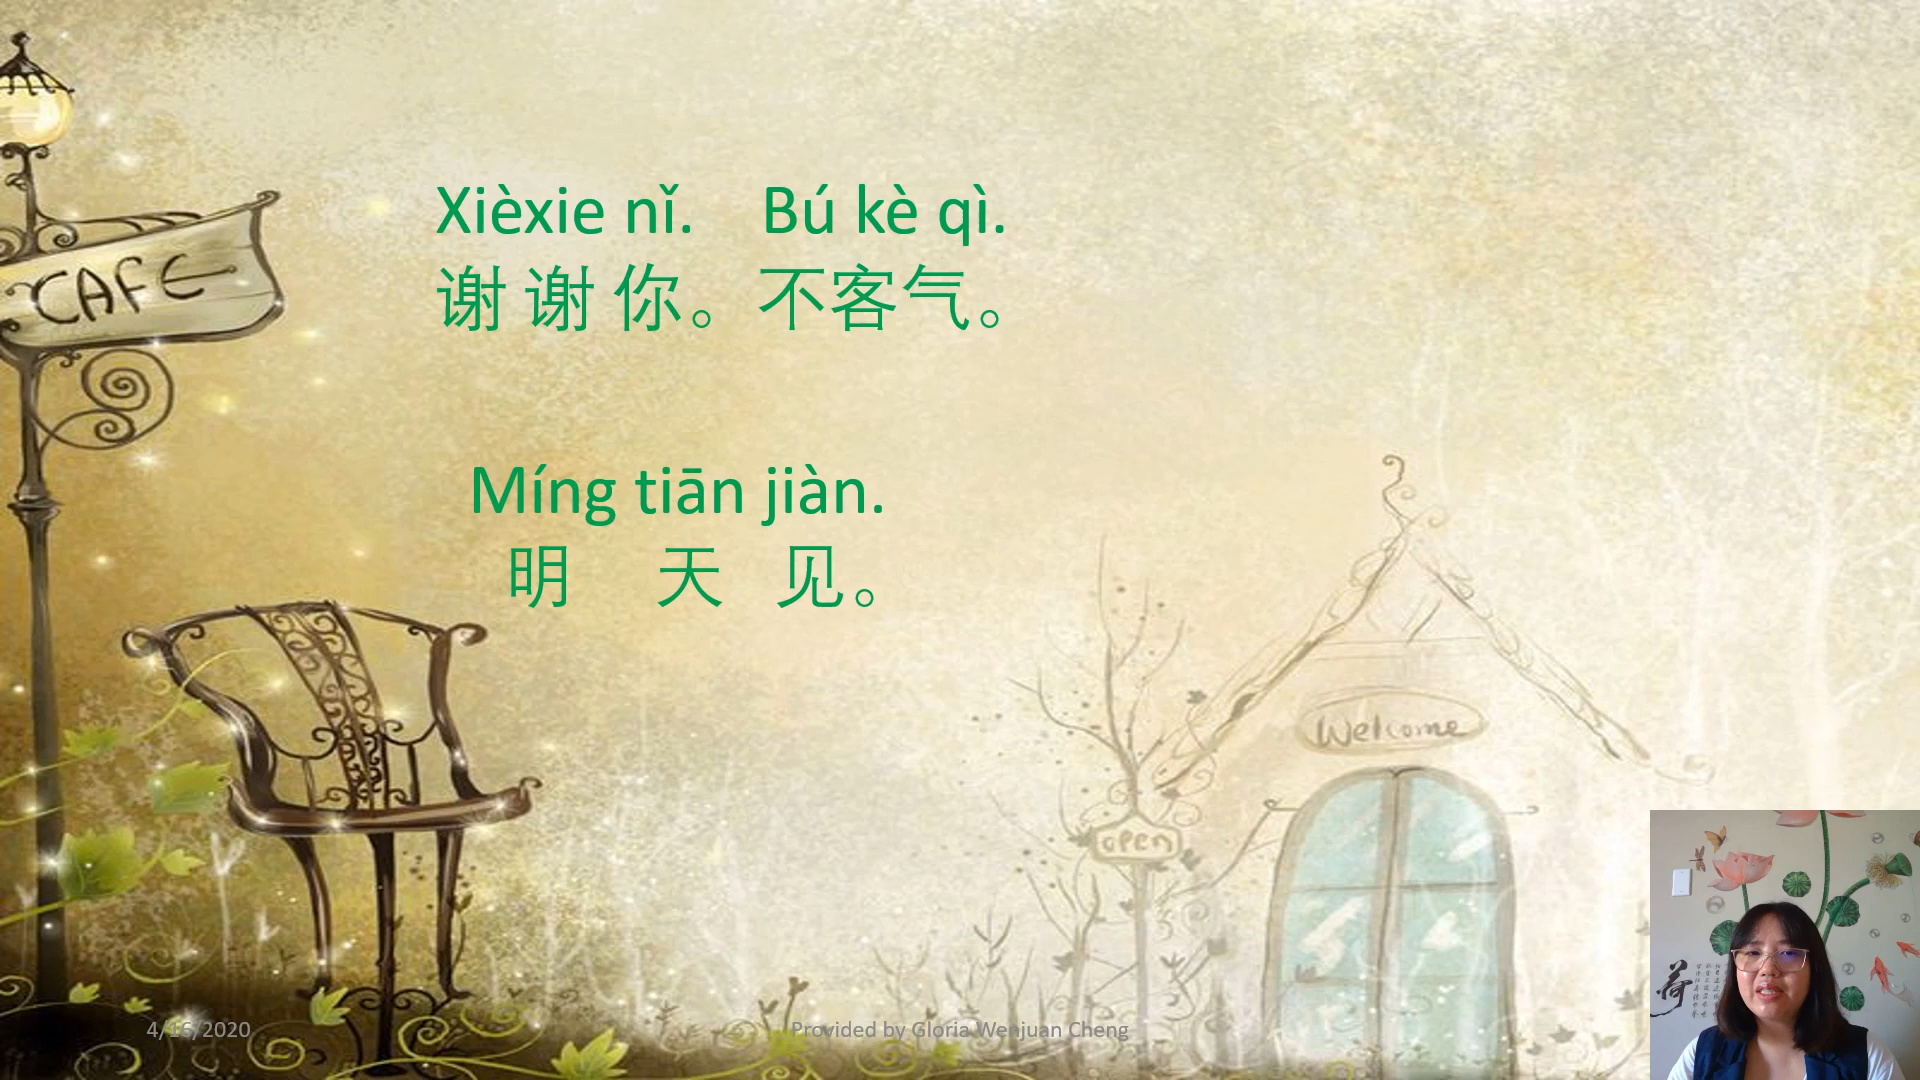 CAFE
Xièxie nǐ. Bú kè qì.
谢 谢 你。不客气。
Míng tiān jiàn.
明 天 见。
Welcome
OPEN
荷
4/16/2020
Provided by Gloria Wenjuan Cheng